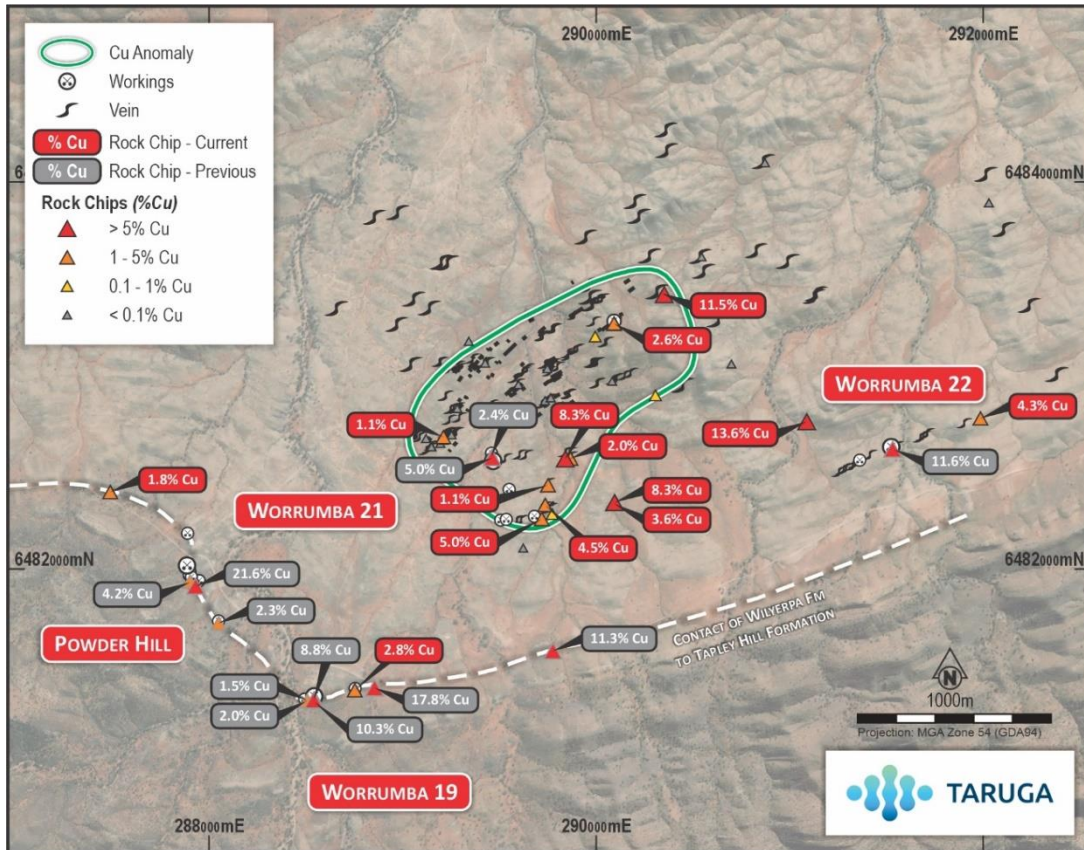 290000mE
292000mE
Cu Anomaly
Workings
Vein
% Cu Rock Chip - Current
% Cu Rock Chip - Previous
Rock Chips (%Cu)
> 5% Cu
1 - 5% Cu
0.1 - 1% Cu
< 0.1% Cu
6484000mN
6484000mN
11.5% Cu
2.6% Cu
WORRUMBA 22
1.1% Cu
2.4% Cu
8.3% Cu
4.3% Cu
13.6% Cu
2.0% Cu
5.0% Cu
11.6% Cu
1.8% Cu
1.1% Cu
8.3% Cu
WORRUMBA 21
3.6% Cu
5.0% Cu
4.5% Cu
6482000mN
6482000mN
21.6% Cu
4.2% Cu
2.3% Cu
CONTACT OF WILYERPA FM
TO TAPLEY HILL FORMATION
POWDER HILL
11.3% Cu
8.8% Cu
2.8% Cu
1.5% Cu
17.8% Cu
2.0% Cu
10.3% Cu
N
1000m
Projection: MGA Zone 54 (GDA94)
WORRUMBA 19
TARUGA
288000mE
290000mE